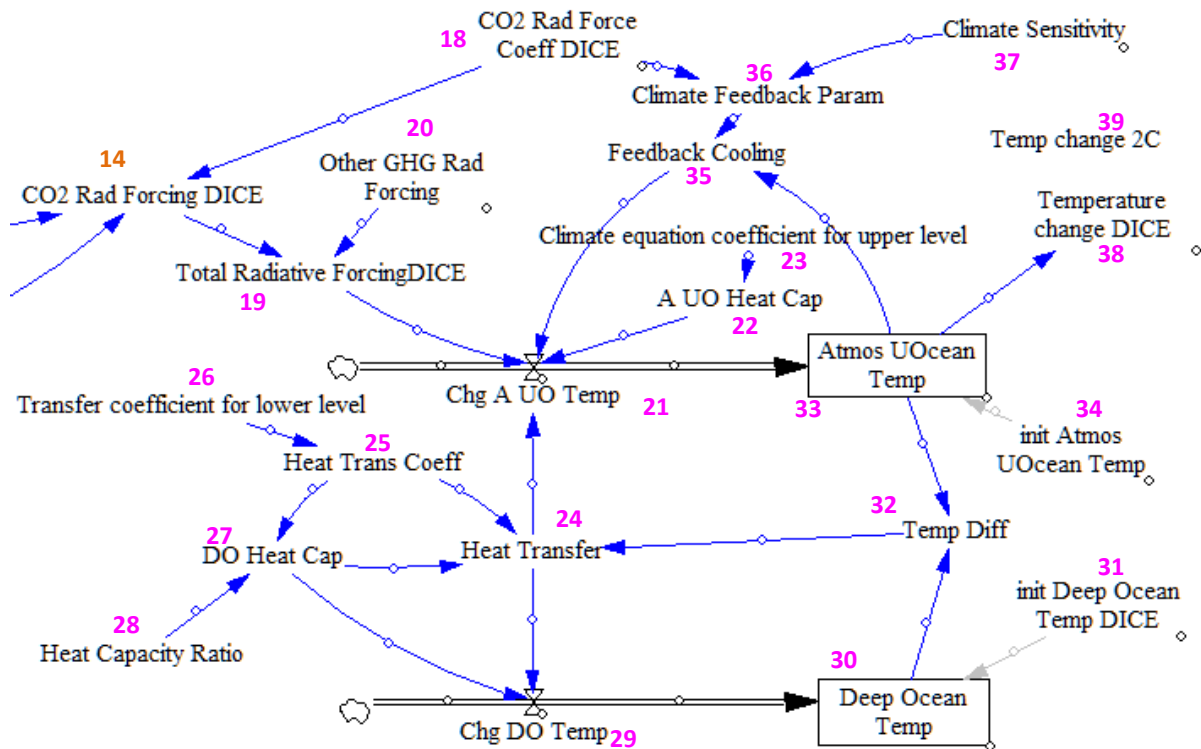 18
CO2 Rad Force
Coeff DICE
Climate Sensitivity
37
36
Climate Feedback Param
20
Other GHG Rad
Forcing
39
Temp change 2C
14
CO2 Rad Forcing DICE
Feedback Cooling
35
Temperature
change DICE
38
Climate equation coefficient for upper level
23
Total Radiative ForcingDICE
19
A UO Heat Cap
22
Atmos UOcean
Temp
33
Chg A UO Temp
21
26
Transfer coefficient for lower level
34
init Atmos
UOcean Temp
25
Heat Trans Coeff
24
Heat Transfer
32
Temp Diff
27
DO Heat Cap
31
init Deep Ocean
Temp DICE
28
Heat Capacity Ratio
30
Deep Ocean
Temp
Chg DO Temp
29